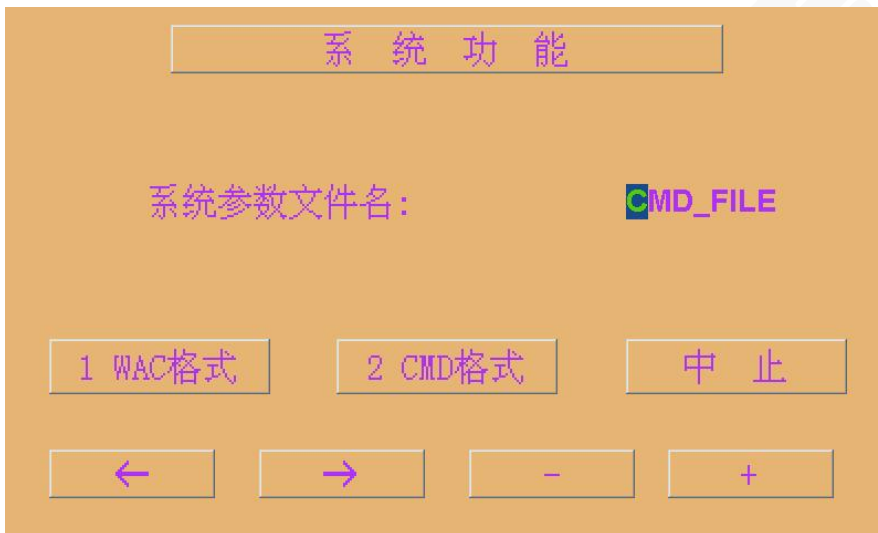 系 统 功 能
系统参数文件名: CMD_FILE
1 WAC格式 2 CMD格式 中 止
← → - +